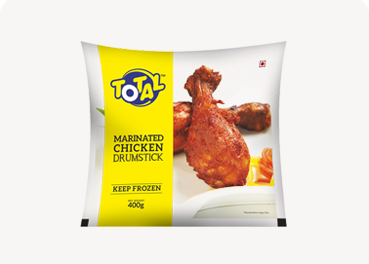 TOTAL
MARINATED
CHICKEN
DRUMSTICK
KEEP FROZEN
400g